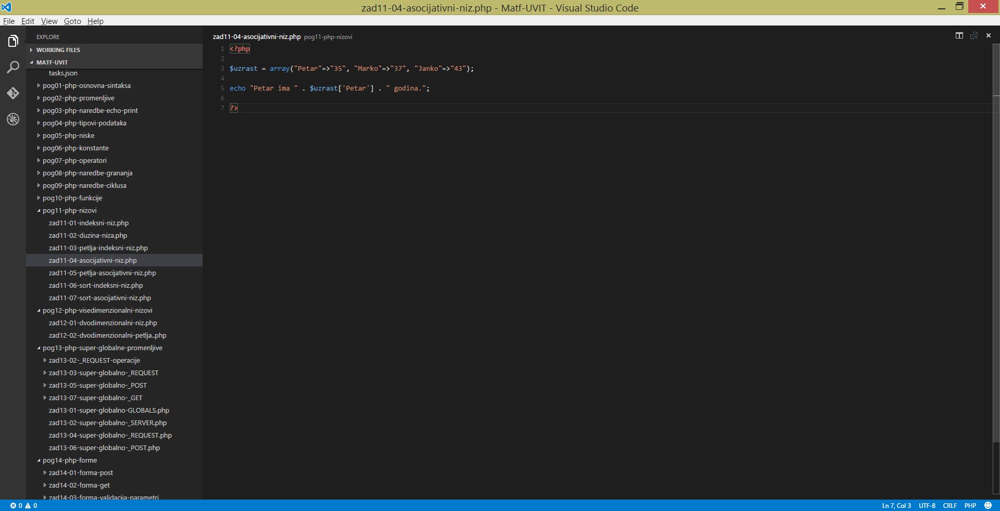 zad11-04-asocijativni-niz.php - Matf-UVIT - Visual Studio Code
File Edit View Goto Help
EXPLORE
WORKING FILES
MATF-UVIT
tasks.json
pog01-php-osnovna-sintaksa
pog02-php-promenljive
pog03-php-naredbe-echo-print
pog04-php-tipovi-podataka
pog05-php-niske
pog06-php-konstante
pog07-php-operatori
pog08-php-naredbe-grananja
pog09-php-naredbe-ciklusa
pog10-php-funkcije
pog11-php-nizovi
zad11-01-indeksni-niz.php
zad11-02-duzina-niza.php
zad11-03-petlja-indeksni-niz.php
zad11-04-asocijativni-niz.php
zad11-05-petlja-asocijativni-niz.php
zad11-06-sort-indeksni-niz.php
zad11-07-sort-asocijativni-niz.php
pog12-php-visedimenzionalni-nizovi
zad12-01-dvodimenzionalni-niz.php
zad12-02-dvodimenzionalni-petlja..php
pog13-php-super-globalne-promenljive
zad13-02-_REQUEST-operacije
zad13-03-super-globalno-_REQUEST
zad13-05-super-globalno-_POST
zad13-07-super-globalno-_GET
zad13-01-super-globalno-GLOBALS.php
zad13-02-super-globalno-_SERVER.php
zad13-04-super-globalno-_REQUEST.php
zad13-06-super-globalno-_POST.php
pog14-php-forme
zad14-01-forma-post
zad14-02-forma-get
zad14-03-forma-validacija-parametri
zad11-04-asocijativni-niz.php pog11-php-nizovi
1 <?php
2
3 $uzrast = array("Petar"=>"35", "Marko"=>"37", "Janko"=>"43");
4
5 echo "Petar ima " . $uzrast['Petar'] . " godina.";
6
7 ?>
0 0
Ln 7, Col 3 UTF-8 CRLF PHP